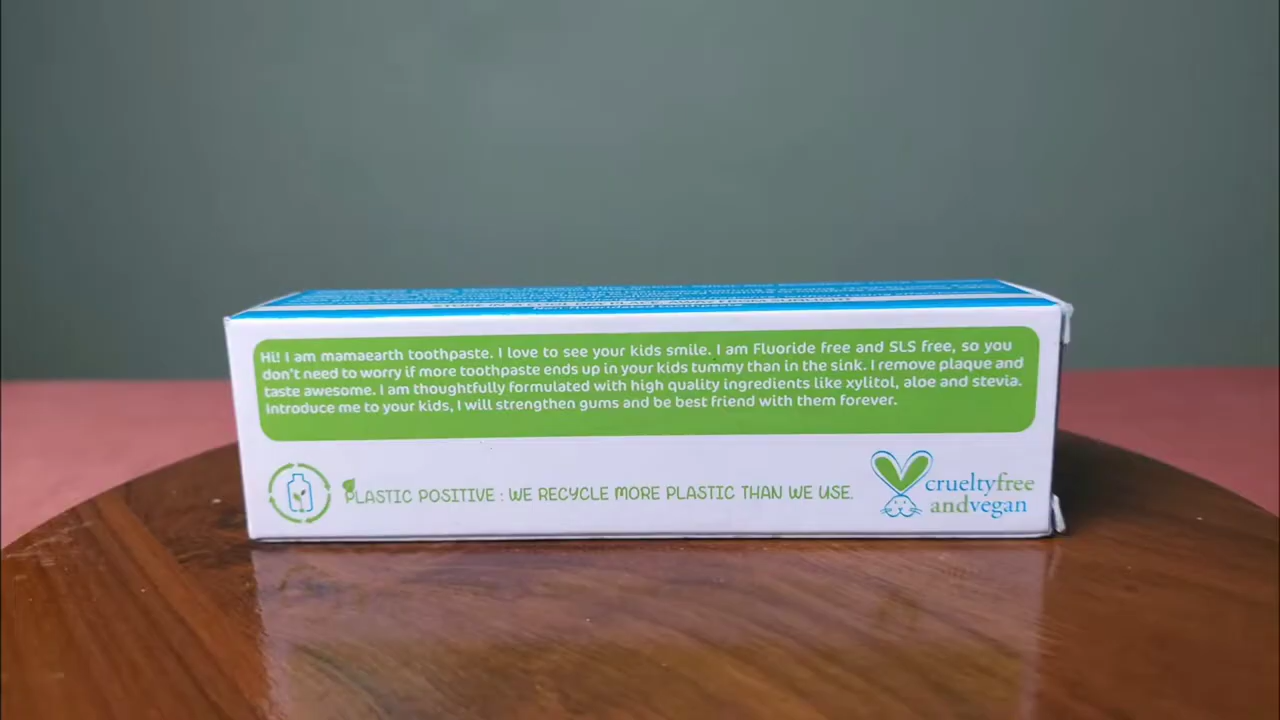 Hi! I am mamaearth toothpaste. I love to see your kids smile. I am Fluoride free and SLS free, so you
don't need to worry if more toothpaste ends up in your kids tummy than in the sink. I remove plaque and
taste awesome. I am thoughtfully formulated with high quality ingredients like xylitol, aloe and stevia.
Introduce me to your kids, I will strengthen gums and be best friend with them forever.
PLASTIC POSITIVE : WE RECYCLE MORE PLASTIC THAN WE USE.
crueltyfree
andvegan